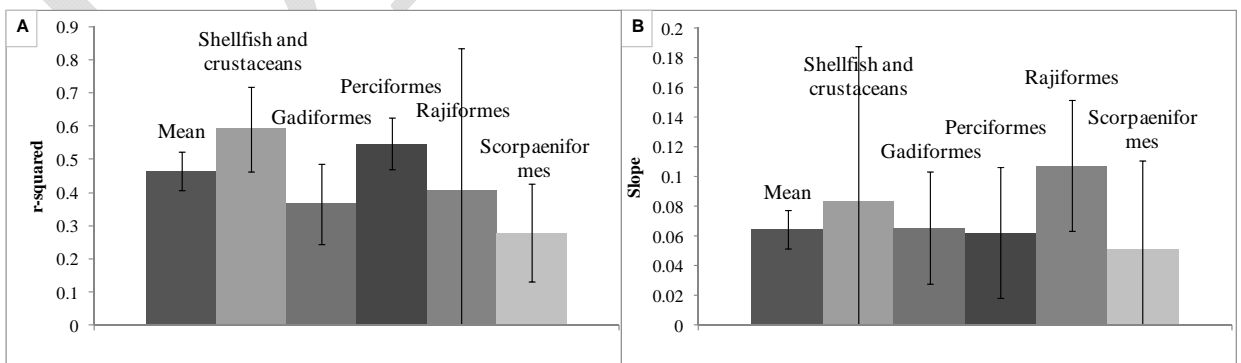 A
0.9
0.8
0.7
0.6
0.5
0.4
0.3
0.2
0.1
0
r-squared
Mean
Shellfish and
crustaceans
Gadiformes
Perciformes
Rajiformes
Scorpaenifor
mes
B
0.2
0.18
0.16
0.14
0.12
0.1
0.08
0.06
0.04
0.02
0
Slope
Mean
Shellfish and
crustaceans
Gadiformes
Perciformes
Rajiformes
Scorpaenifor
mes